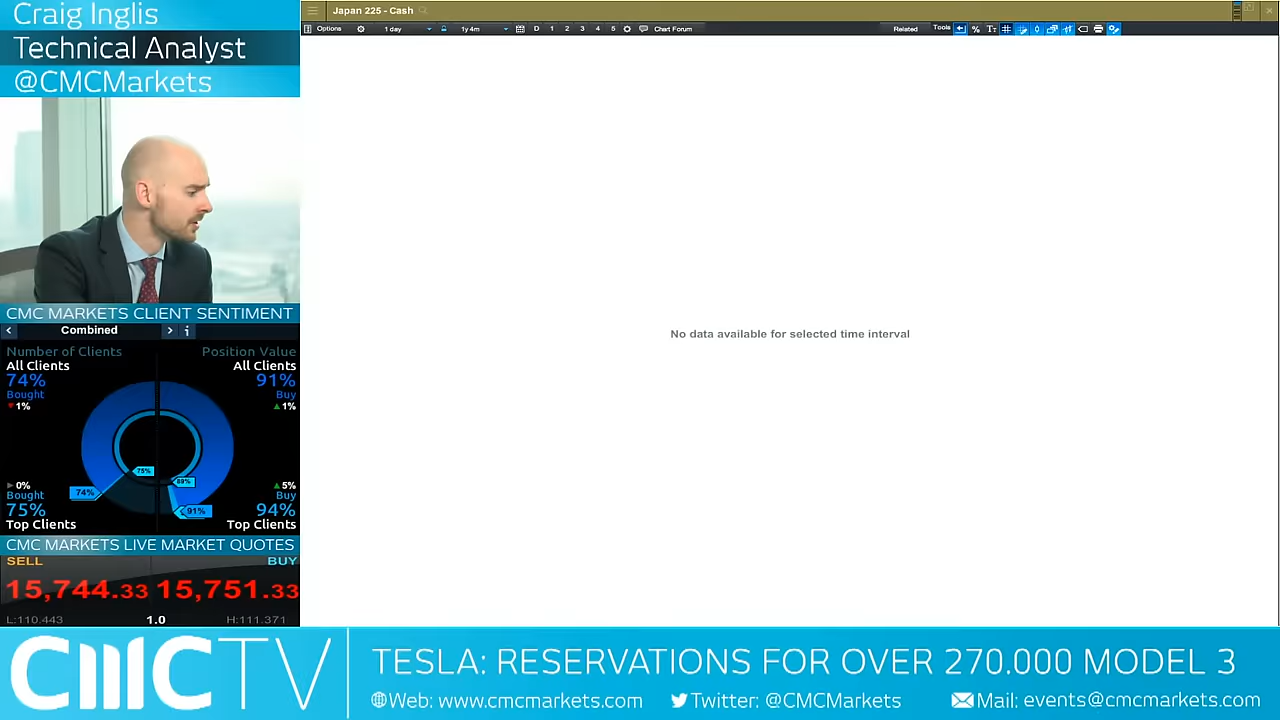 Craig Inglis
Technical Analyst
@CMCMarkets
Japan 225 - Cash
Options 1 day 1y4m D 1 2 3 4 5 Chart Forum Related Tools
No data available for selected time interval
CMC MARKETS CLIENT SENTIMENT
Combined
Number of Clients Position Value
All Clients All Clients
74% 91%
Bought Buy
1% 1%
75% 89%
74% 91%
0% 5%
Bought Buy
75% 94%
Top Clients Top Clients
CMC MARKETS LIVE MARKET QUOTES
SELL BUY
15,744.33 15,751.33
L:110.443 1.0 H:111.371
CMCTV
TESLA: RESERVATIONS FOR OVER 270.000 MODEL 3
Web: www.cmcmarkets.com Twitter: @CMCMarkets Mail: events@cmcmarkets.com